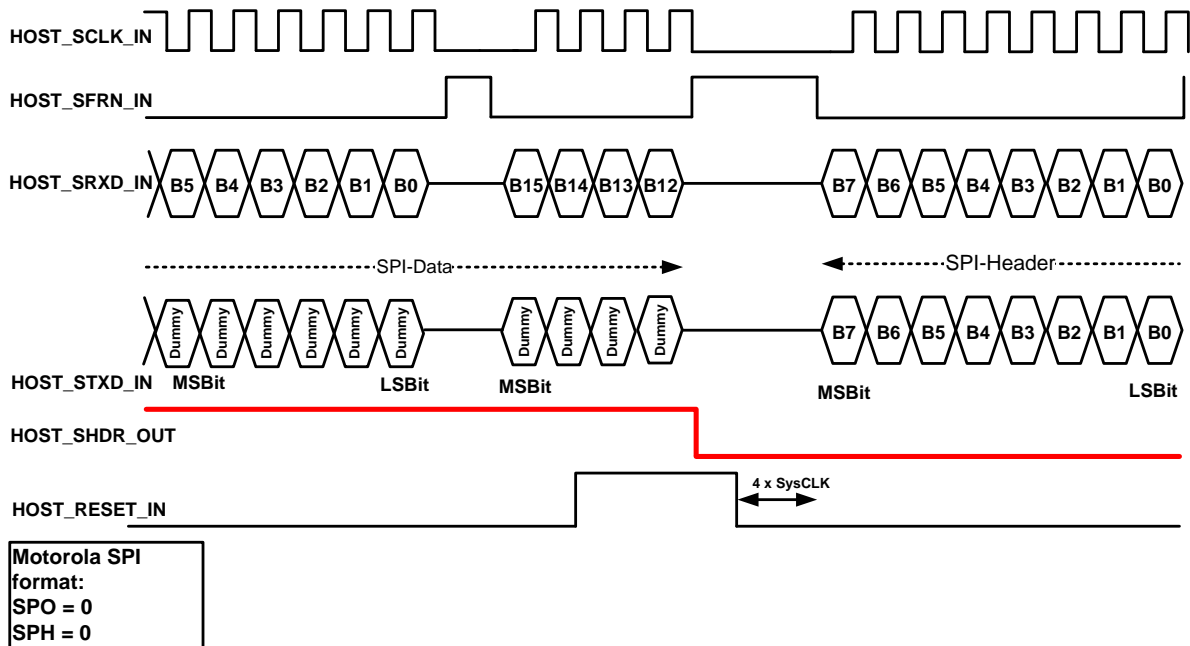 HOST_SCLK_IN
HOST_SFRN_IN
HOST_SRXD_IN B5 B4 B3 B2 B1 B0 B15 B14 B13 B12 B7 B6 B5 B4 B3 B2 B1 B0
SPI-Data SPI-Header
Dummy Dummy Dummy Dummy Dummy Dummy Dummy Dummy Dummy Dummy B7 B6 B5 B4 B3 B2 B1 B0
HOST_STXD_IN MSBit LSBit MSBit MSBit LSBit
HOST_SHDR_OUT
4 x SysCLK
HOST_RESET_IN
Motorola SPI
format:
SPO = 0
SPH = 0